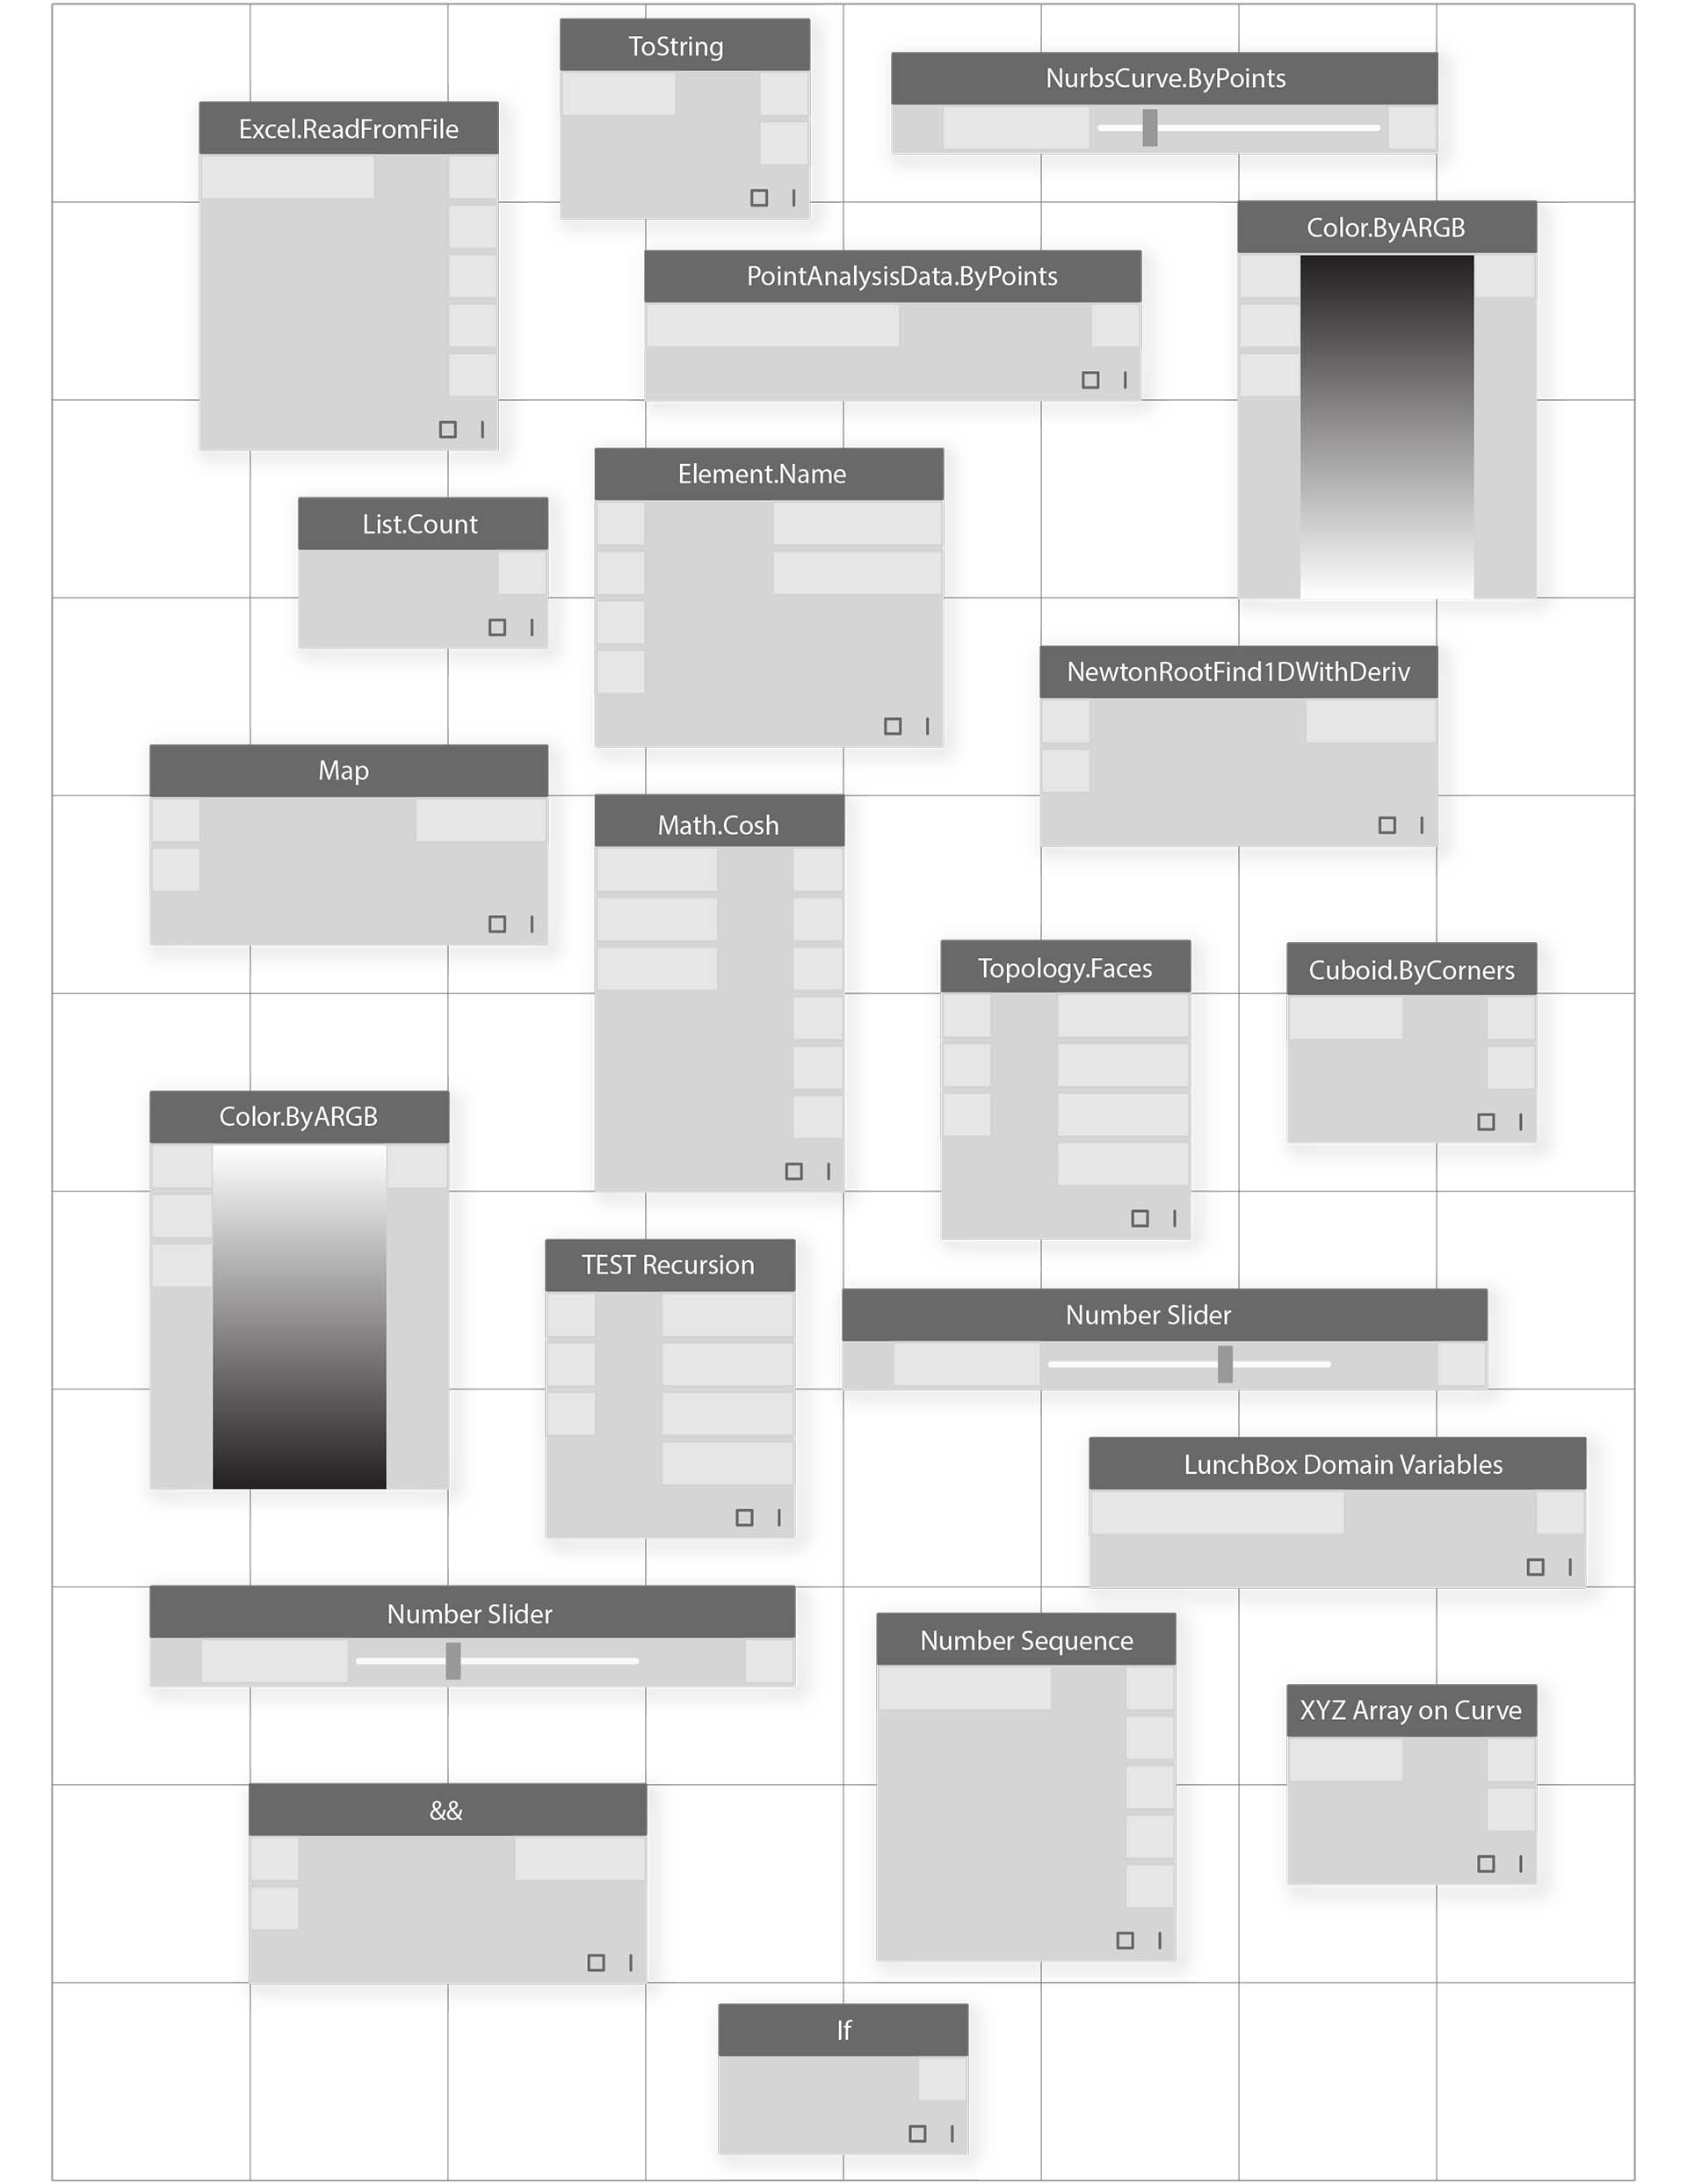 ToString
NurbsCurve.ByPoints
Excel.ReadFromFile
Color.ByARGB
PointAnalysisData.ByPoints
Element.Name
List.Count
NewtonRootFind1DWithDeriv
Map
Math.Cosh
Topology.Faces
Cuboid.ByCorners
Color.ByARGB
TEST Recursion
Number Slider
LunchBox Domain Variables
Number Slider
Number Sequence
XYZ Array on Curve
&&
If